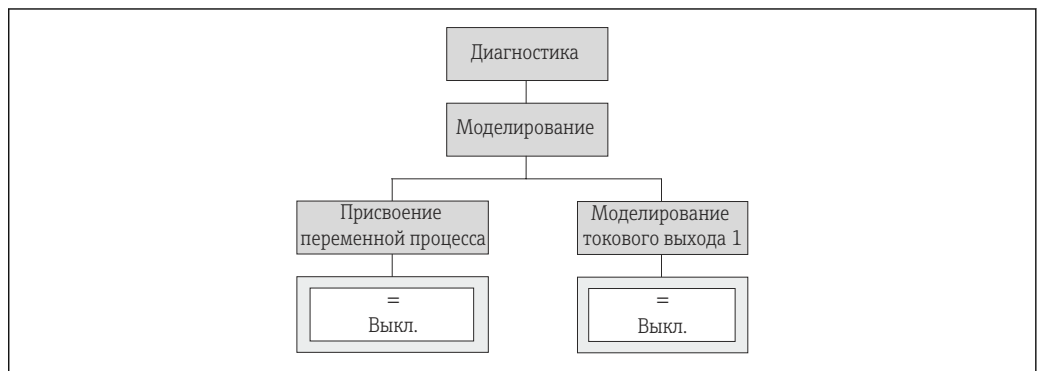 Диагностика
Моделирование
Присвоение
переменной процесса
=
Выкл.
Моделирование
токового выхода 1
=
Выкл.